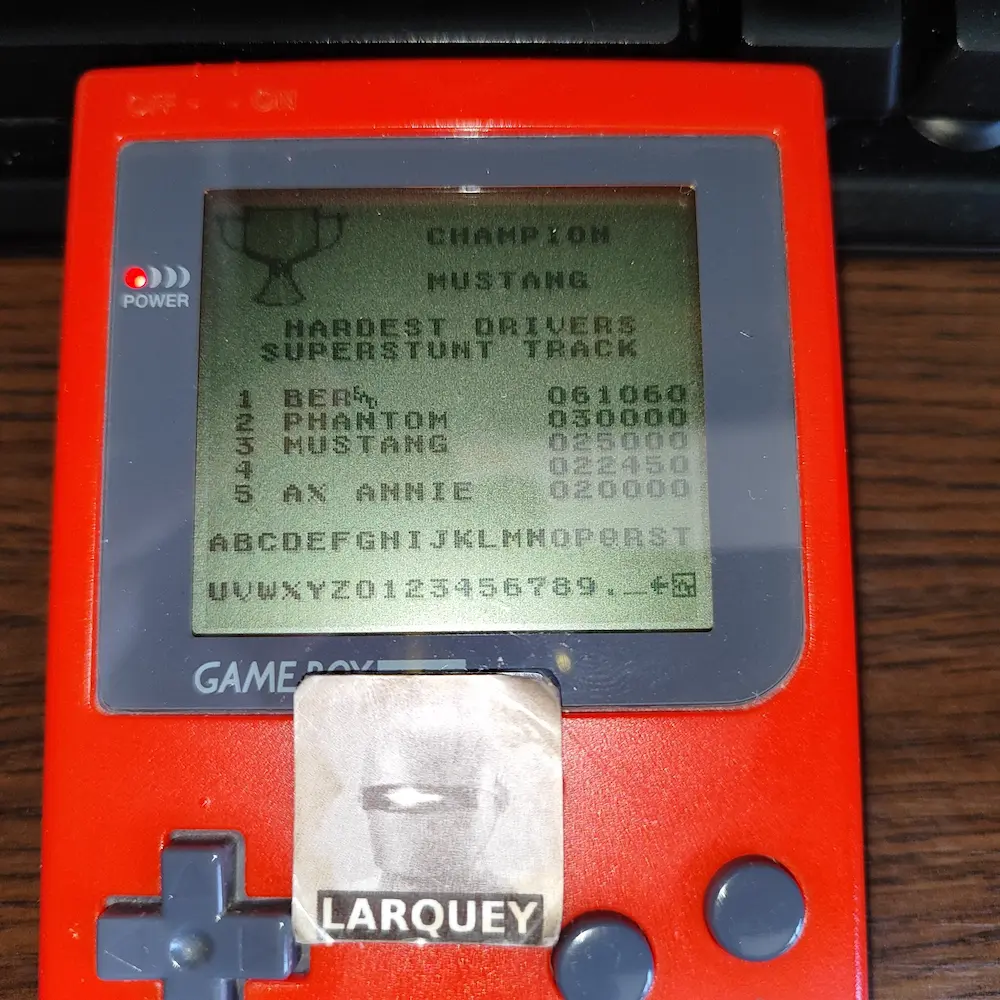 OFF ON
POWER
CHAMPION
MUSTANG
HARDEST DRIVERS
SUPERSTUNT TRACK
1 BER 061060
2 PHANTOM 030000
3 MUSTANG 025000
4 022450
5 AX ANNIE 020000
ABCDEFGHIJKLMNOPQRST
UVWXYZ0123456789._←
GAME BOY
LARQUEY